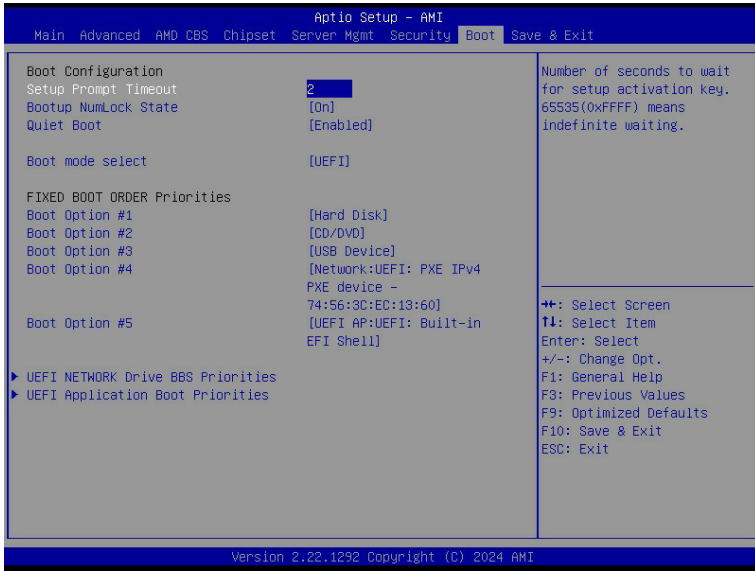 Aptio Setup – AMI
Main Advanced AMD CBS Chipset Server Mgmt Security Boot Save & Exit
Boot Configuration
Setup Prompt Timeout 2
Bootup NumLock State [On]
Quiet Boot [Enabled]
Boot mode select [UEFI]
FIXED BOOT ORDER Priorities
Boot Option #1 [Hard Disk]
Boot Option #2 [CD/DVD]
Boot Option #3 [USB Device]
Boot Option #4 [Network:UEFI: PXE IPv4
PXE device –
74:56:3C:EC:13:60]
Boot Option #5 [UEFI AP:UEFI: Built-in
EFI Shell]
▶ UEFI NETWORK Drive BBS Priorities
▶ UEFI Application Boot Priorities
Number of seconds to wait
for setup activation key.
65535(0xFFFF) means
indefinite waiting.
→←: Select Screen
↑↓: Select Item
Enter: Select
+/-: Change Opt.
F1: General Help
F3: Previous Values
F9: Optimized Defaults
F10: Save & Exit
ESC: Exit
Version 2.22.1292 Copyright (C) 2024 AMI